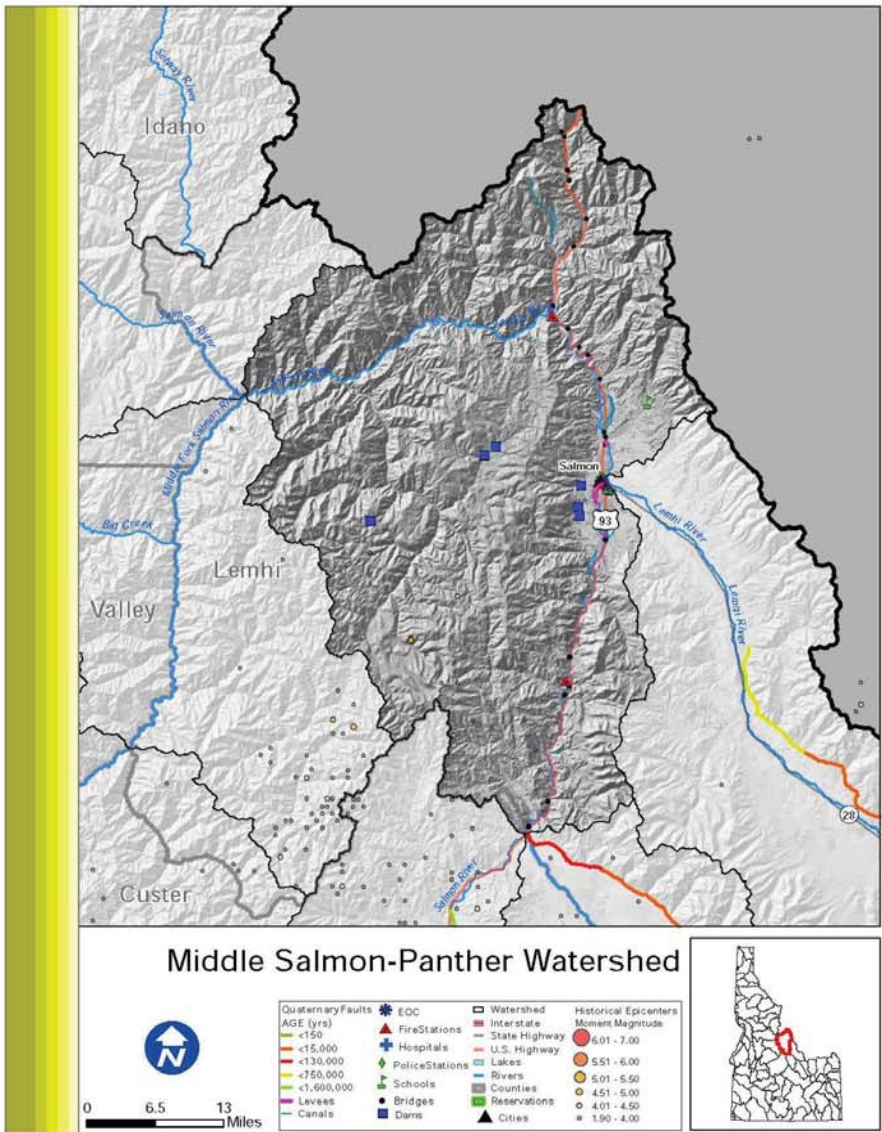 Selway River
Idaho
Salmon River
Salmon River
Middle Fork Salmon River
Salmon
Lemhi River
93
Big Creek
Lemhi
Valley
Lemhi River
28
Salmon River
Custer
Middle Salmon-Panther Watershed
N
0 6.5 13
Miles
Quaternary Faults
AGE (yrs)
<150
<15,000
<130,000
<750,000
<1,600,000
Levees
Canals
EOC
FireStations
Hospitals
PoliceStations
Schools
Bridges
Dams
Watershed
Interstate
State Highway
U.S. Highway
Lakes
Rivers
Counties
Reservations
Cities
Historical Epicenters
Moment Magnitude
6.01 - 7.00
5.51 - 6.00
5.01 - 5.50
4.51 - 5.00
4.01 - 4.50
1.90 - 4.00